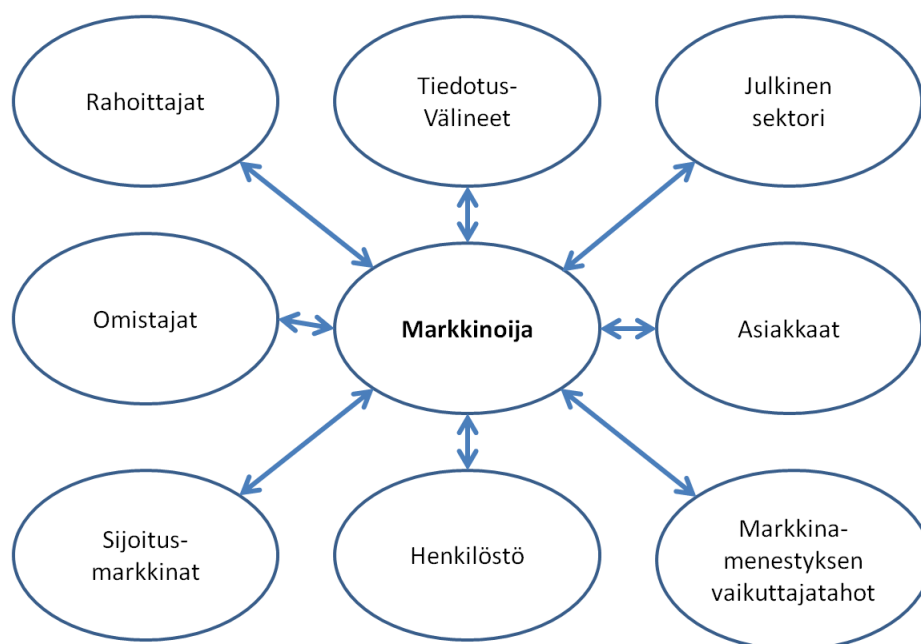 Rahoittajat
Tiedotus-
Välineet
Julkinen
sektori
Omistajat
Markkinoija
Asiakkaat
Sijoitus-
markkinat
Henkilöstö
Markkina-
menestyksen
vaikuttajatahot